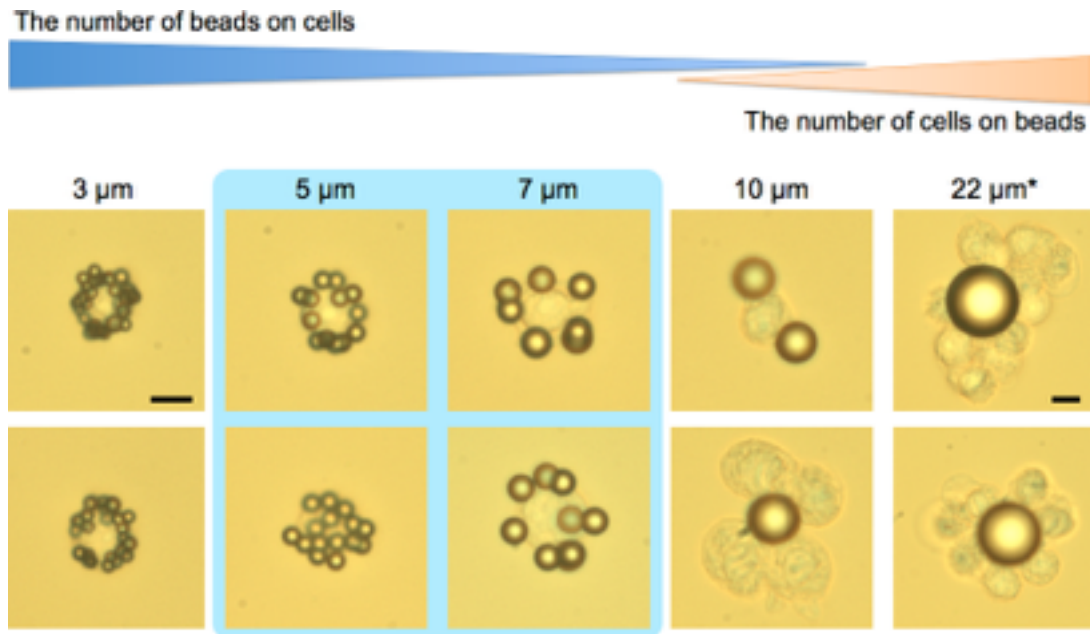 The number of beads on cells
The number of cells on beads
3 µm
5 µm
7 µm
10 µm
22 µm*